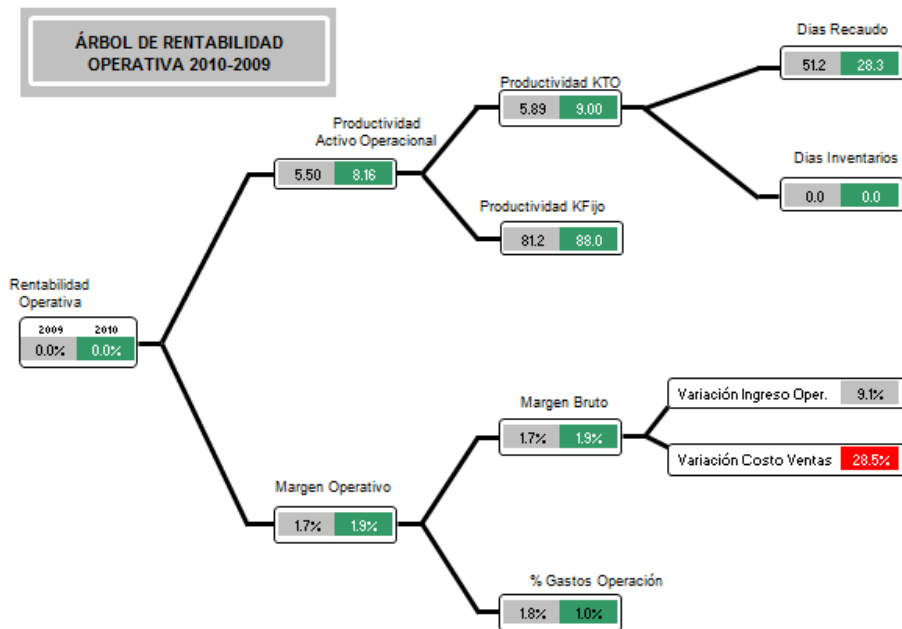 ÁRBOL DE RENTABILIDAD
OPERATIVA 2010-2009
Dias Recaudo
51.2 28.3
Productividad KTO
5.89 9.00
Productividad
Activo Operacional
5.50 8.16
Dias Inventarios
0.0 0.0
Productividad KFijo
81.2 88.0
Rentabilidad
Operativa
2009 2010
0.0% 0.0%
Margen Bruto
1.7% 1.9%
Variación Ingreso Oper. 9.1%
Variación Costo Ventas 28.5%
Margen Operativo
1.7% 1.9%
% Gastos Operación
1.8% 1.0%